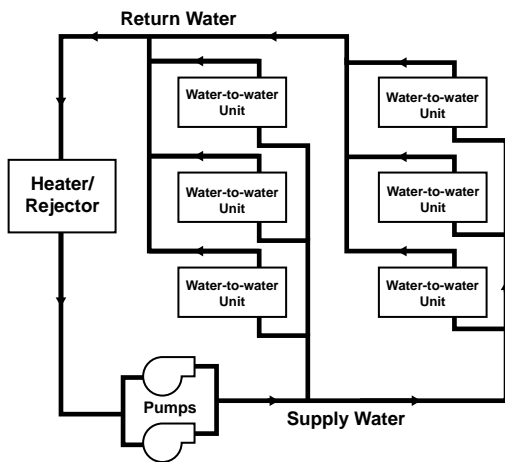 Return Water
Water-to-water
Unit
Water-to-water
Unit
Heater/
Rejector
Water-to-water
Unit
Water-to-water
Unit
Water-to-water
Unit
Water-to-water
Unit
Pumps
Supply Water